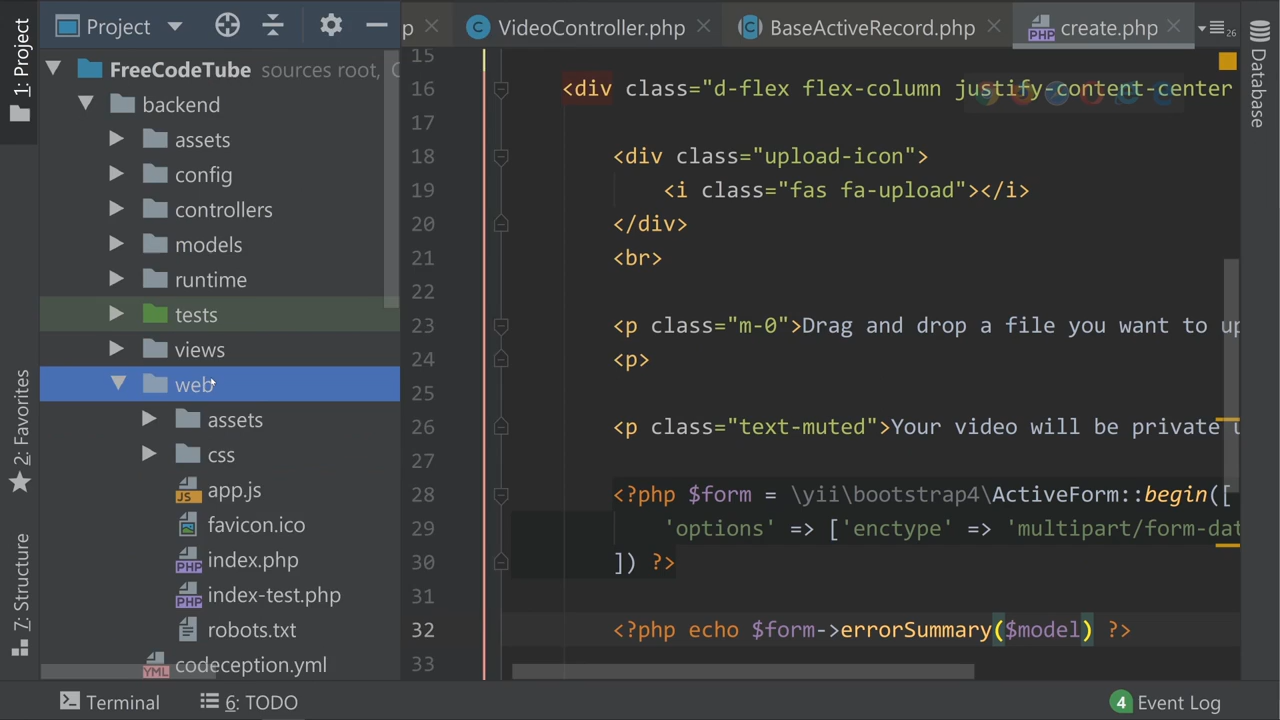 Project
p
VideoController.php
BaseActiveRecord.php
create.php
26
1: Project
2: Favorites
7: Structure
Database
FreeCodeTube sources root,
backend
assets
config
controllers
models
runtime
tests
views
web
assets
css
app.js
favicon.ico
index.php
index-test.php
robots.txt
codeception.yml
15
16 <div class="d-flex flex-column justify-content-center
17
18 <div class="upload-icon">
19 <i class="fas fa-upload"></i>
20 </div>
21 <br>
22
23 <p class="m-0">Drag and drop a file you want to up
24 <p>
25
26 <p class="text-muted">Your video will be private u
27
28 <?php $form = \yii\bootstrap4\ActiveForm::begin([
29 'options' => ['enctype' => 'multipart/form-dat
30 ]) ?>
31
32 <?php echo $form->errorSummary($model) ?>
33
Terminal
6: TODO
4 Event Log